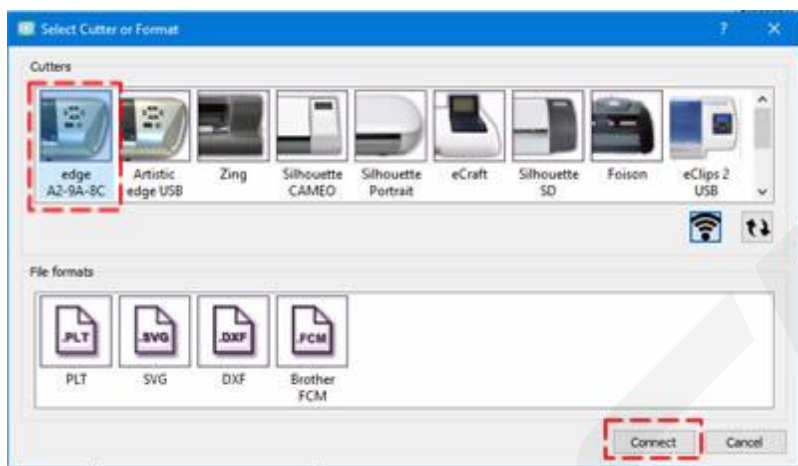 Select Cutter or Format
Cutters
edge
A2-9A-8C
Artistic
edge USB
Zing
Silhouette
CAMEO
Silhouette
Portrait
eCraft
Silhouette
SD
Foison
eClips 2
USB
File formats
.PLT
.SVG
.DXF
.FCM
PLT
SVG
DXF
Brother
FCM
Connect
Cancel